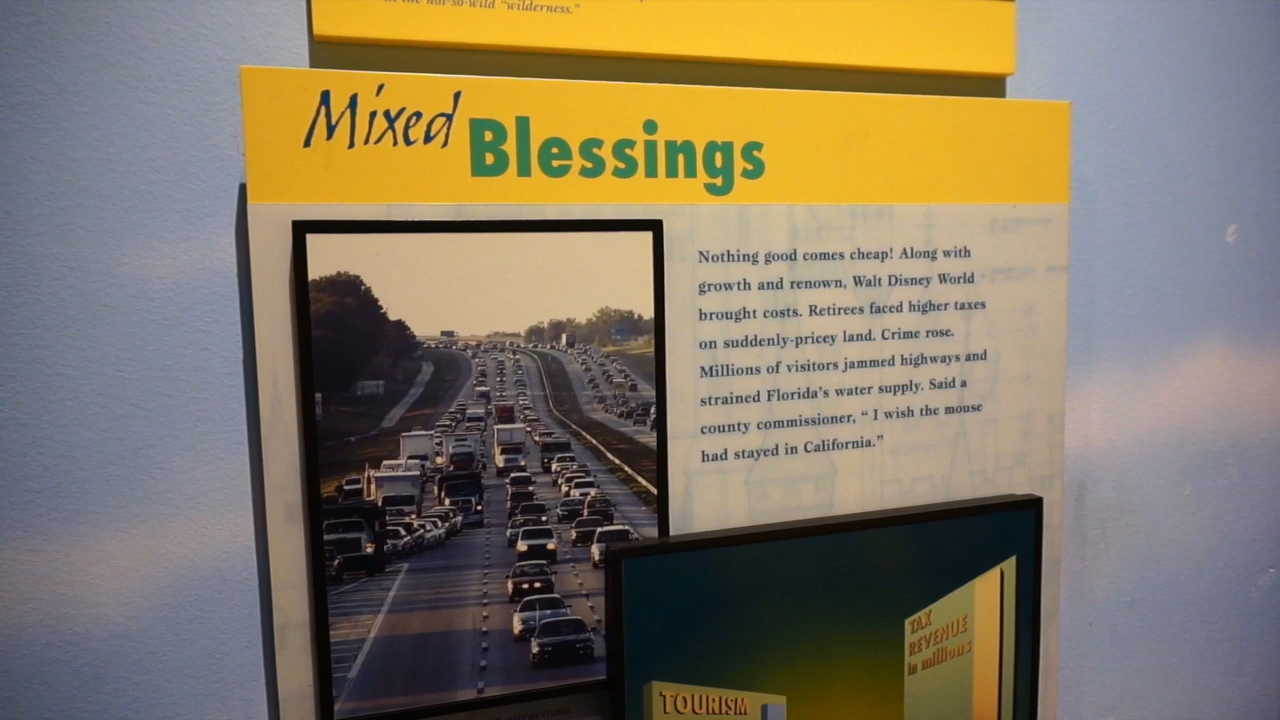 the not-so-wild "wilderness."
Mixed Blessings
Nothing good comes cheap! Along with
growth and renown, Walt Disney World
brought costs. Retirees faced higher taxes
on suddenly-pricey land. Crime rose.
Millions of visitors jammed highways and
strained Florida's water supply. Said a
county commissioner, " I wish the mouse
had stayed in California."
TAX
REVENUE
in millions
TOURISM